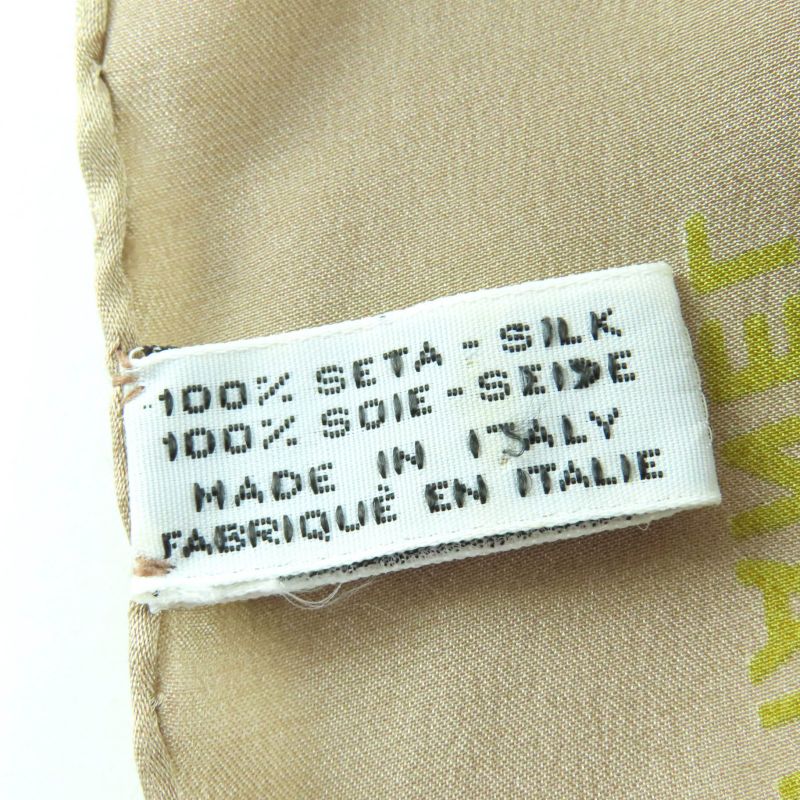 100% SETA - SILK
100% SOIE - SEIDE
MADE IN ITALY
FABRIQUÉ EN ITALIE